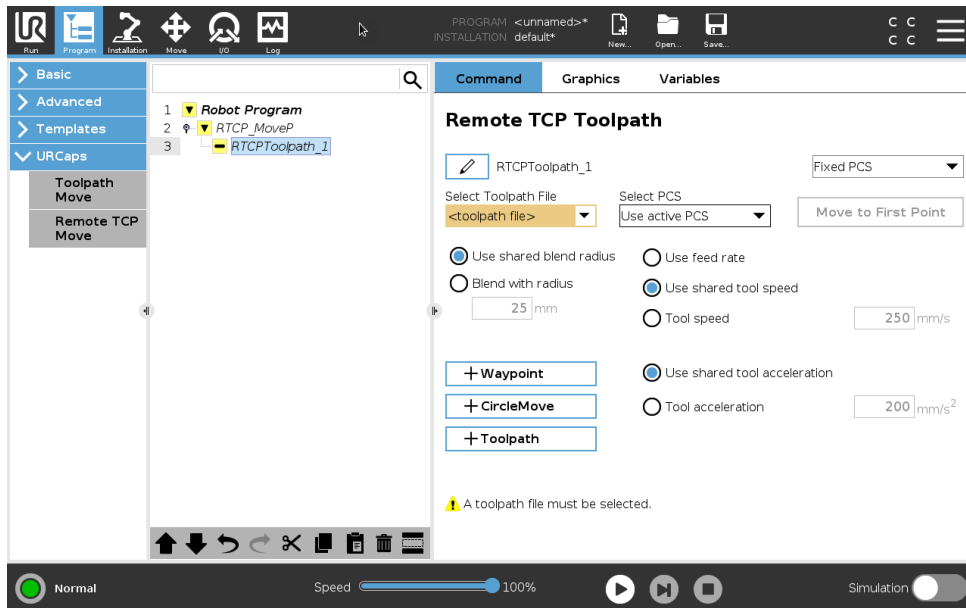 PROGRAM <unnamed>*
INSTALLATION default*
UR
Run
Program
Installation
Move
I/O
Log
New...
Open...
Save...
C C
C C
Basic
Advanced
Templates
URCaps
Toolpath
Move
Remote TCP
Move
1 Robot Program
2 RTCP_MoveP
3 RTCPToolpath_1
Command Graphics Variables
Remote TCP Toolpath
RTCPToolpath_1
Fixed PCS
Select Toolpath File
<toolpath file>
Select PCS
Use active PCS
Move to First Point
Use shared blend radius
Blend with radius
25 mm
Use feed rate
Use shared tool speed
Tool speed 250 mm/s
+ Waypoint
+ CircleMove
+ Toolpath
Use shared tool acceleration
Tool acceleration 200 mm/s²
A toolpath file must be selected.
Normal
Speed 100%
Simulation